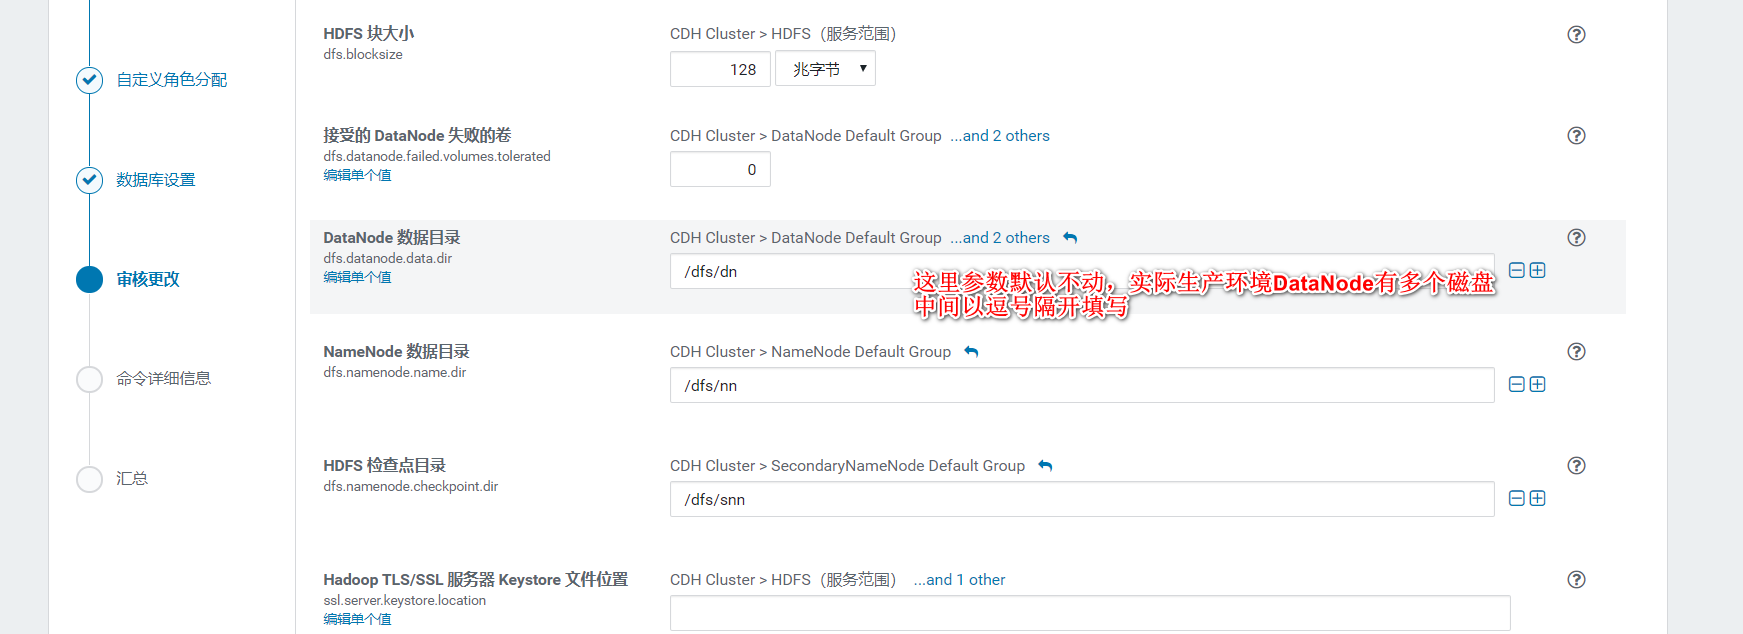 自定义角色分配
数据库设置
审核更改
命令详细信息
汇总
HDFS 块大小
dfs.blocksize
CDH Cluster > HDFS（服务范围）
128
兆字节
接受的 DataNode 失败的卷
dfs.datanode.failed.volumes.tolerated
编辑单个值
CDH Cluster > DataNode Default Group ...and 2 others
0
DataNode 数据目录
dfs.datanode.data.dir
编辑单个值
CDH Cluster > DataNode Default Group ...and 2 others
/dfs/dn
这里参数默认不动，实际生产环境DataNode有多个磁盘
中间以逗号隔开填写
NameNode 数据目录
dfs.namenode.name.dir
CDH Cluster > NameNode Default Group
/dfs/nn
HDFS 检查点目录
dfs.namenode.checkpoint.dir
CDH Cluster > SecondaryNameNode Default Group
/dfs/snn
Hadoop TLS/SSL 服务器 Keystore 文件位置
ssl.server.keystore.location
编辑单个值
CDH Cluster > HDFS（服务范围） ...and 1 other